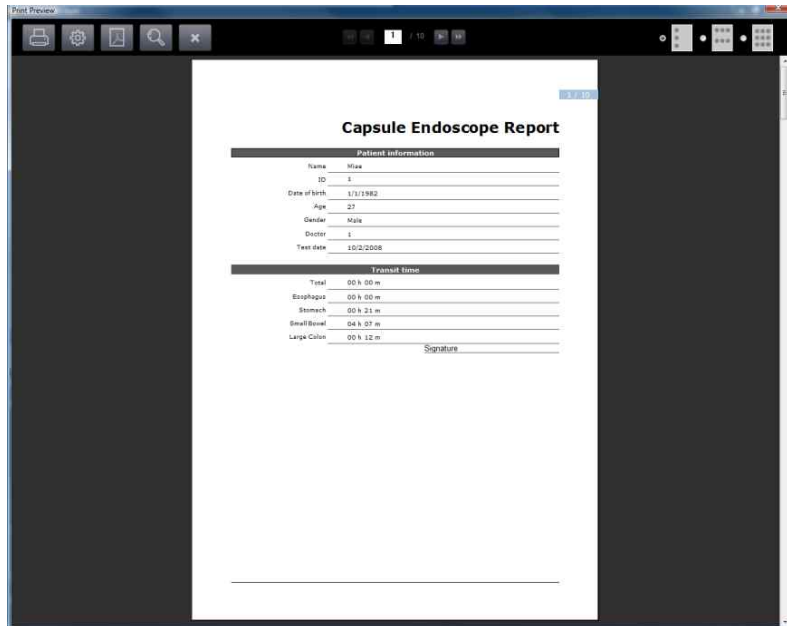 Print Preview
1 / 10
1 / 10
Capsule Endoscope Report
Patient information
Name Miaa
ID 1
Date of birth 1/1/1982
Age 27
Gender Male
Doctor 1
Test date 10/2/2008
Transit time
Total 00 h 00 m
Esophagus 00 h 00 m
Stomach 00 h 21 m
Small Bowel 04 h 07 m
Large Colon 00 h 12 m
Signature